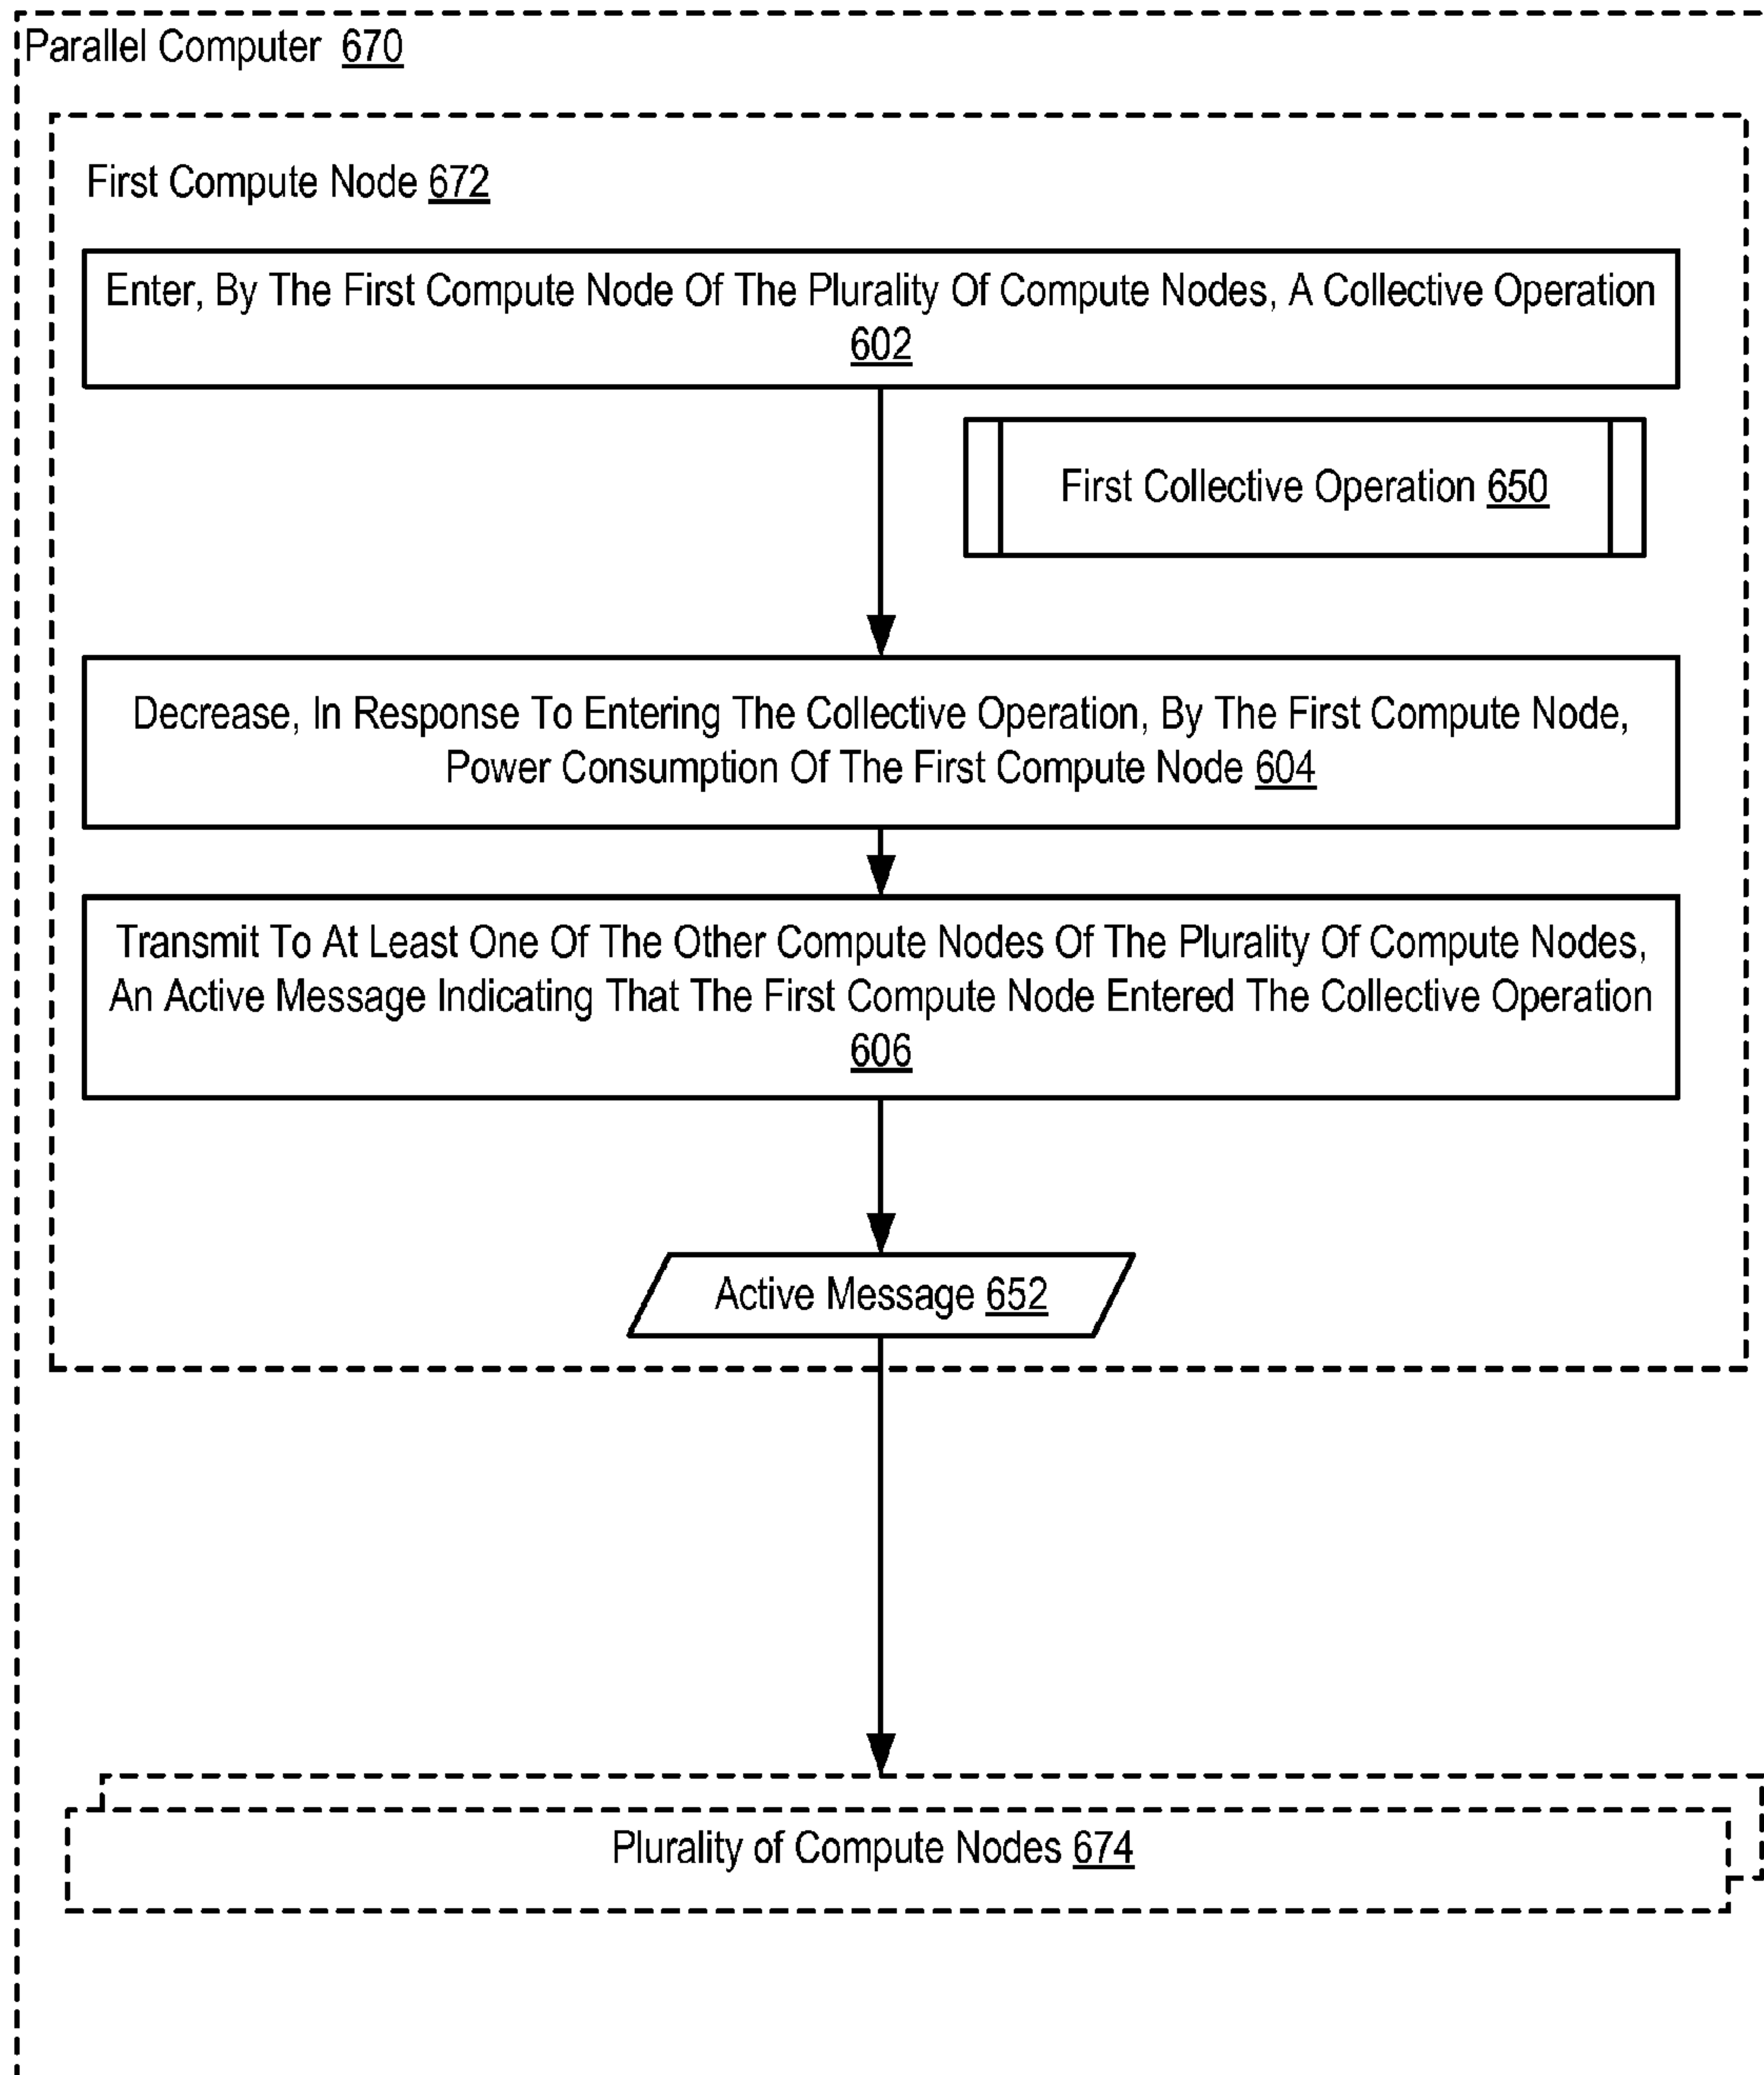 Parallel Computer 670
First Compute Node 672
Enter, By The First Compute Node Of The Plurality Of Compute Nodes, A Collective Operation
602
First Collective Operation 650
Decrease, In Response To Entering The Collective Operation, By The First Compute Node,
Power Consumption Of The First Compute Node 604
Transmit To At Least One Of The Other Compute Nodes Of The Plurality Of Compute Nodes,
An Active Message Indicating That The First Compute Node Entered The Collective Operation
606
Active Message 652
Plurality of Compute Nodes 674